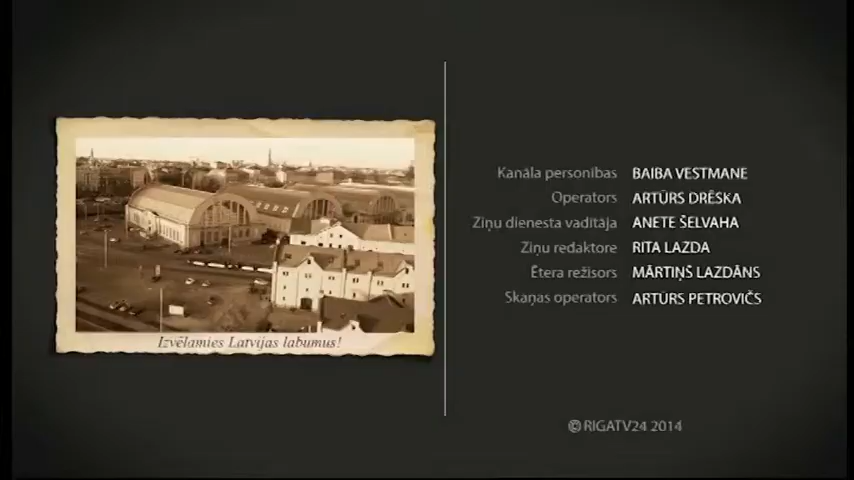 Izvēlamies Latvijas labumus!
Kanāla personības BAIBA VESTMANE
Operators ARTŪRS DRĒSKA
Ziņu dienesta vadītāja ANETE ŠELVAHA
Ziņu redaktore RITA LAZDA
Ētera režisors MĀRTIŅŠ LAZDĀNS
Skaņas operators ARTŪRS PETROVIČS
© RIGATV24 2014